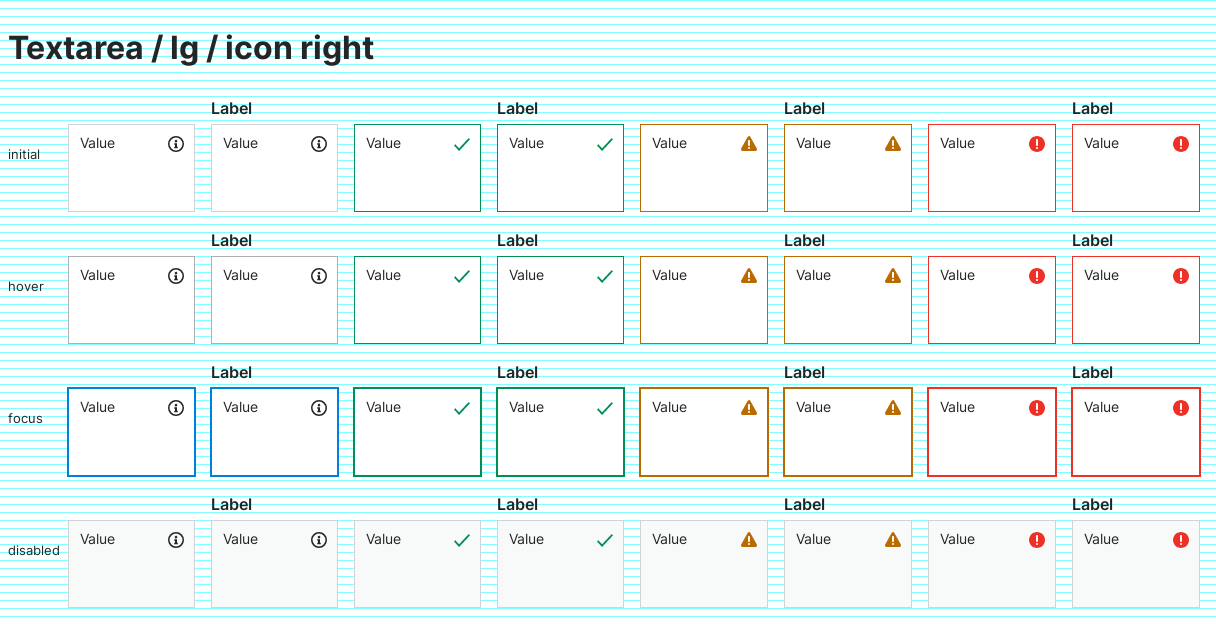 Textarea / lg / icon right
Label Label Label Label
initial Value Value Value Value Value Value Value Value
Label Label Label Label
hover Value Value Value Value Value Value Value Value
Label Label Label Label
focus Value Value Value Value Value Value Value Value
Label Label Label Label
disabled Value Value Value Value Value Value Value Value